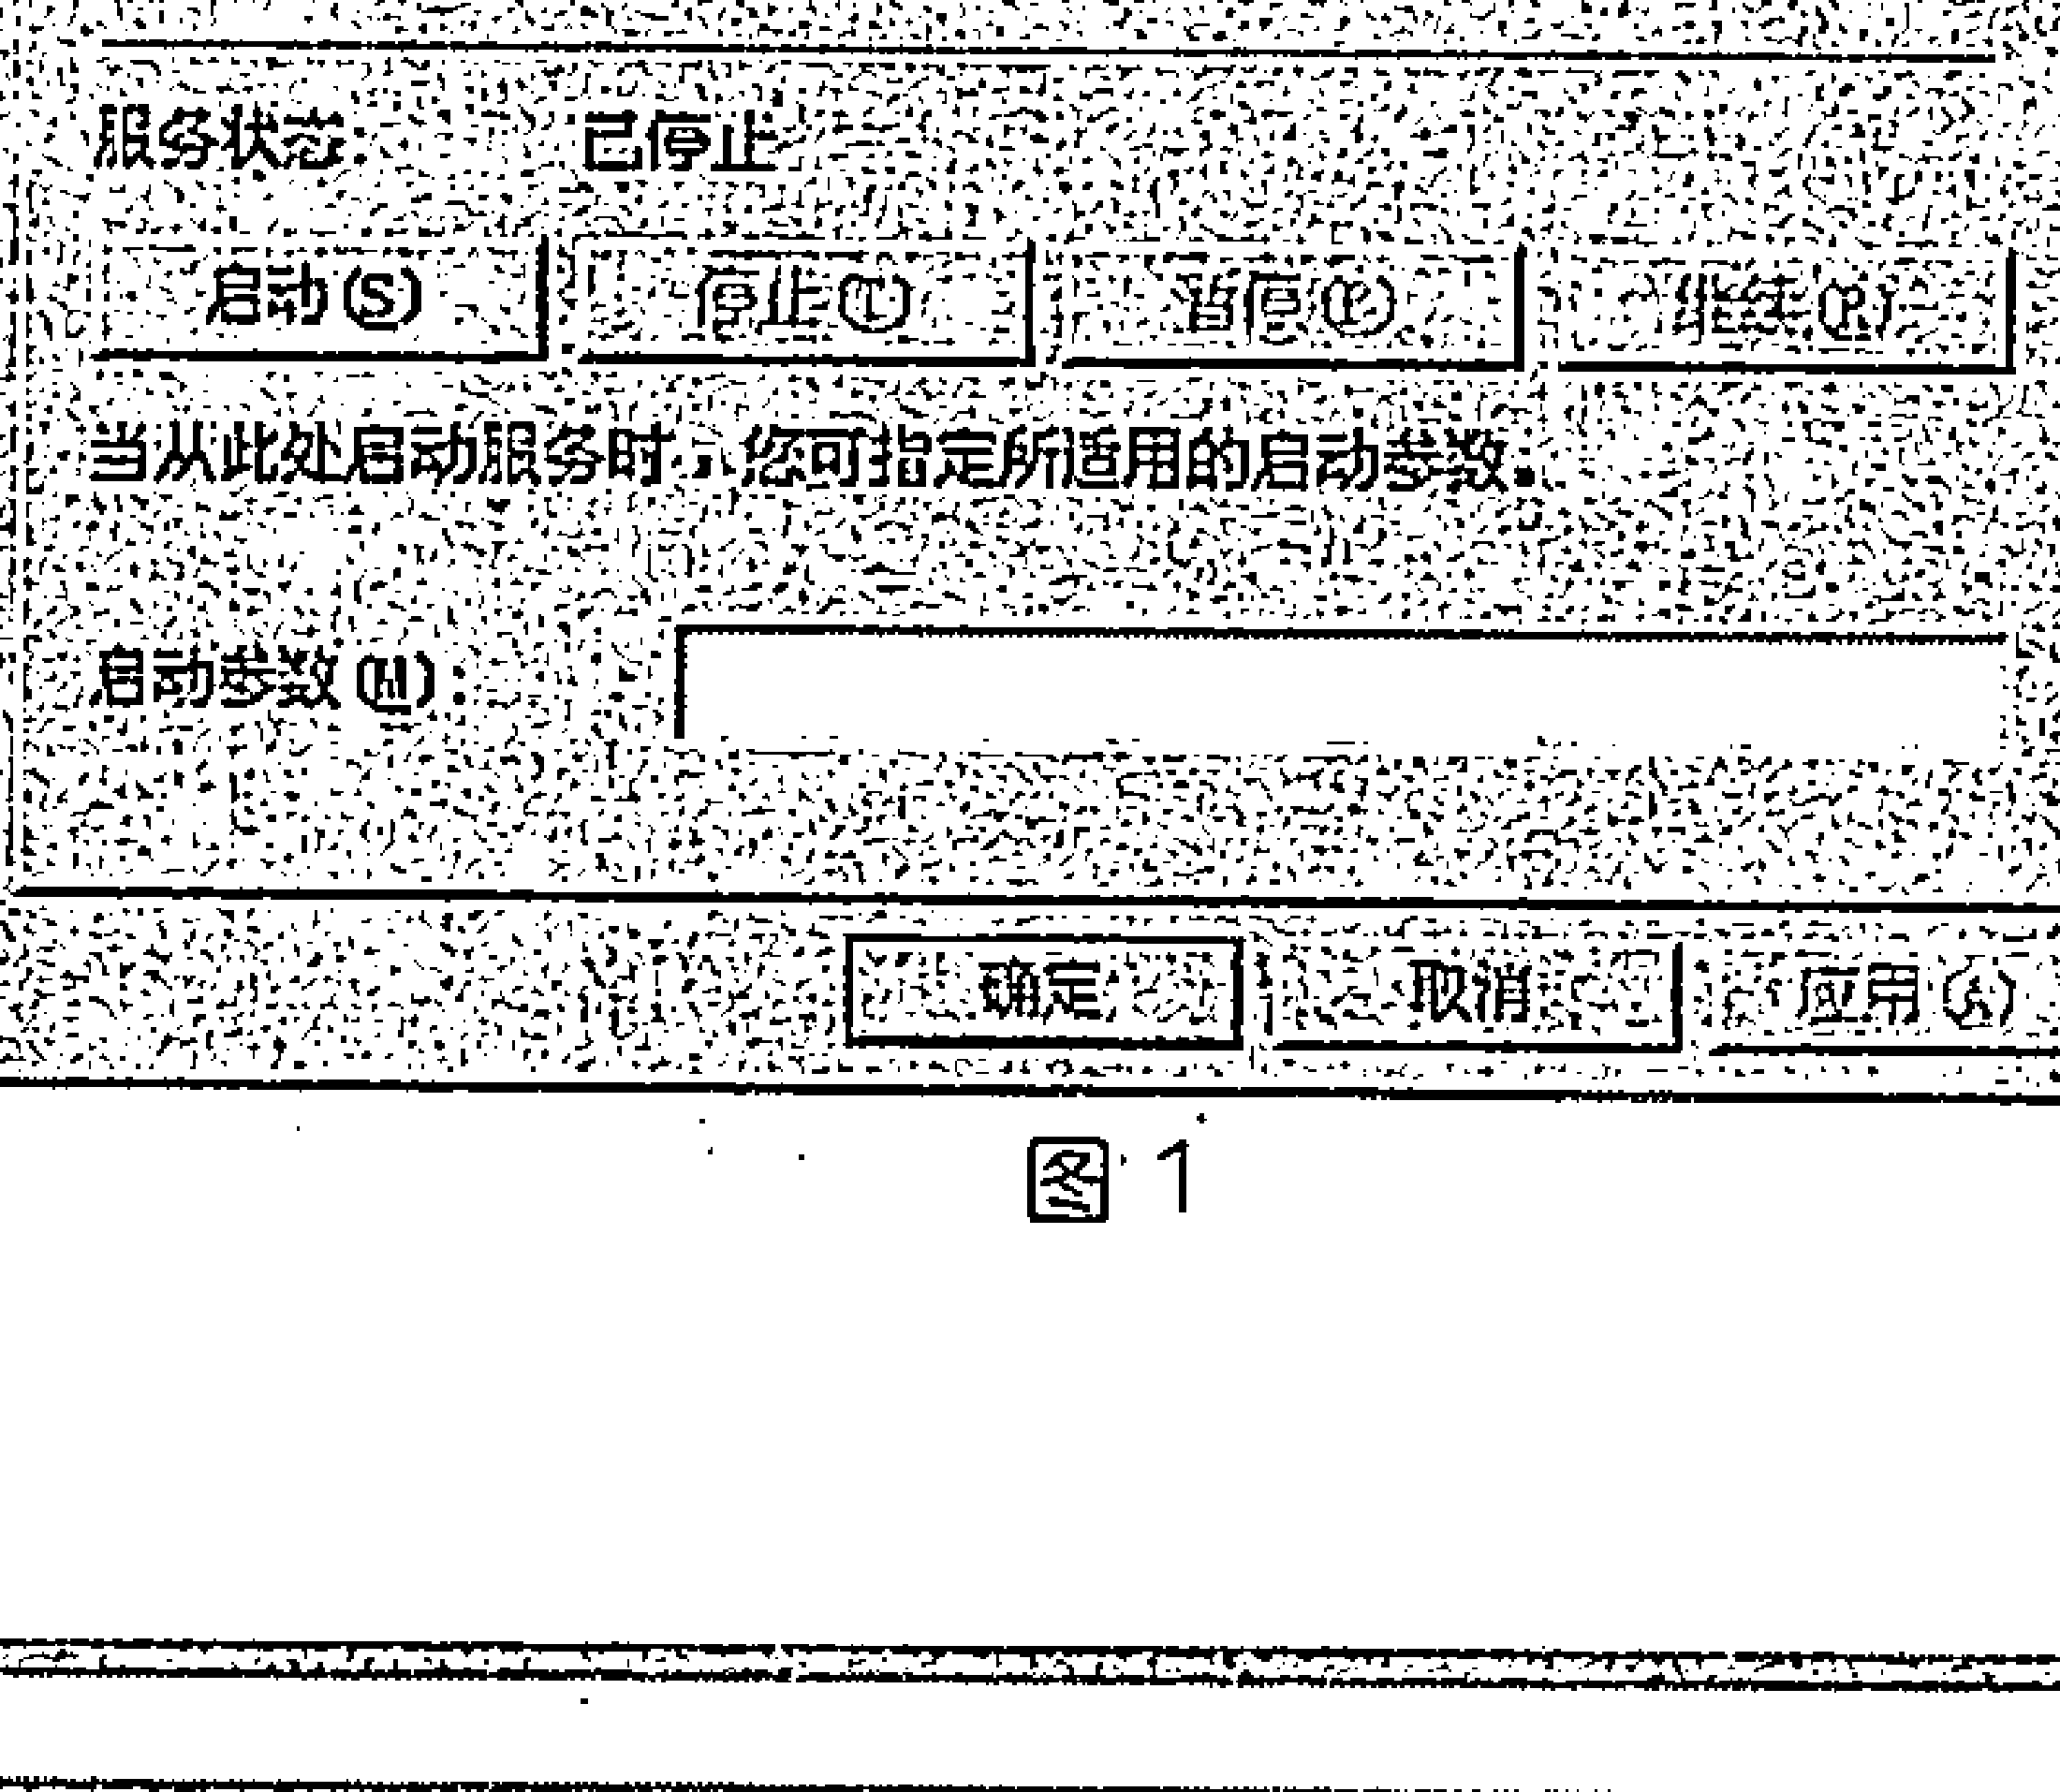 服务状态: 已停止
启动(S) 停止(T) 暂停(P) 继续(R)
当从此处启动服务时,您可指定所适用的启动参数。
启动参数(M):
确定 取消 应用(A)
图 1